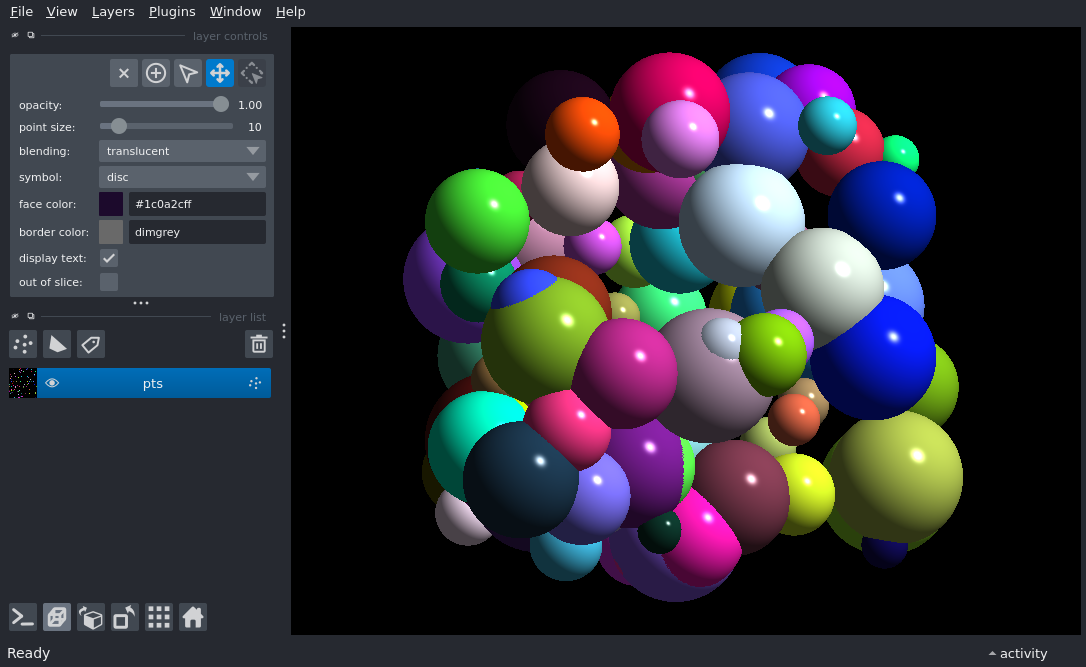 File View Layers Plugins Window Help
layer controls
opacity: 1.00
point size: 10
blending: translucent
symbol: disc
face color: #1c0a2cff
border color: dimgrey
display text:
out of slice:
layer list
pts
Ready
activity